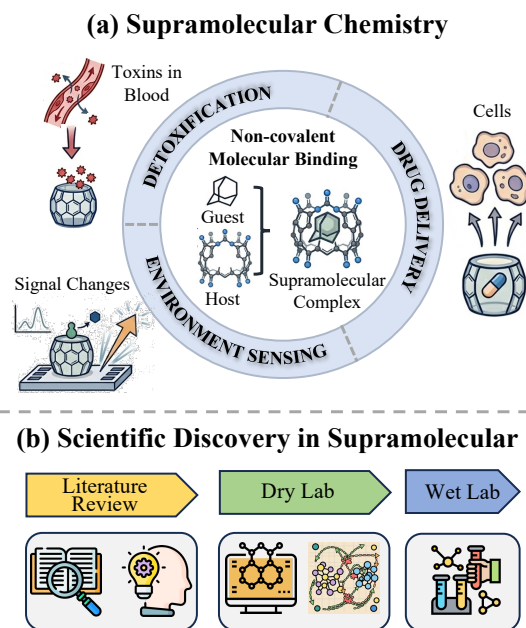 (a) Supramolecular Chemistry
Toxins in
Blood
DETOXIFICATION
Non-covalent
Molecular Binding
Guest
Host
Supramolecular
Complex
DRUG DELIVERY
Cells
Signal Changes
ENVIRONMENT SENSING
(b) Scientific Discovery in Supramolecular
Literature
Review
Dry Lab
Wet Lab